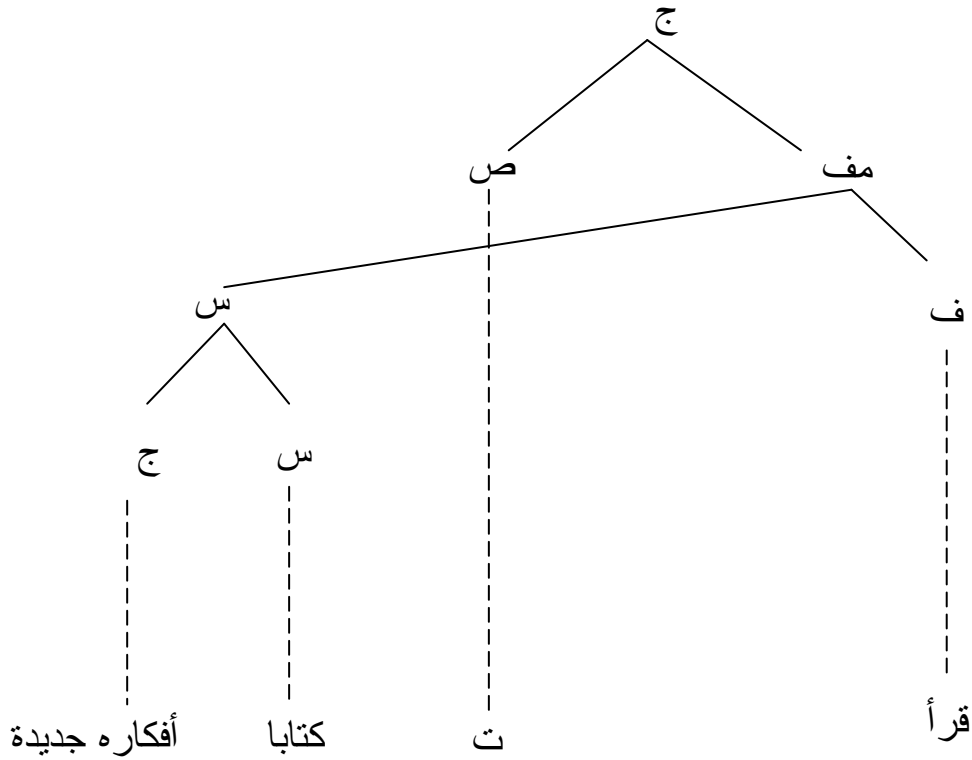 ج
مف ص
س
ف
س ج
قرأ ت كتابا أفكاره جديدة